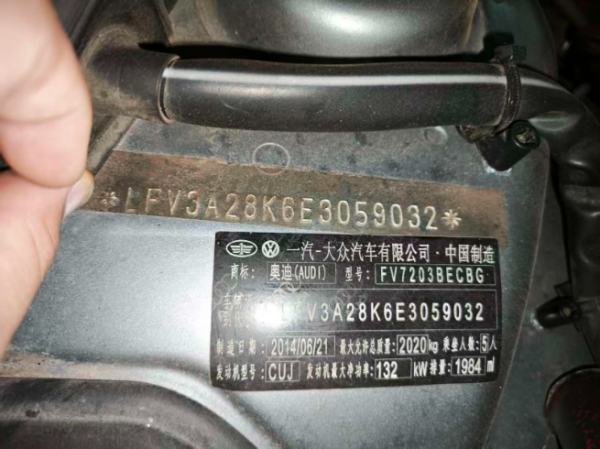 *LFV3A28K6E3059032*
一汽-大众汽车有限公司·中国制造
商标: 奥迪(AUDI) 型号: FV7203BECBG
FV3A28K6E3059032
制造日期: 2014/06/21 最大允许总质量: 2020kg 乘坐人数: 5人
发动机型号: CUJ 发动机最大净功率: 132 kW 排量: 1984 ml